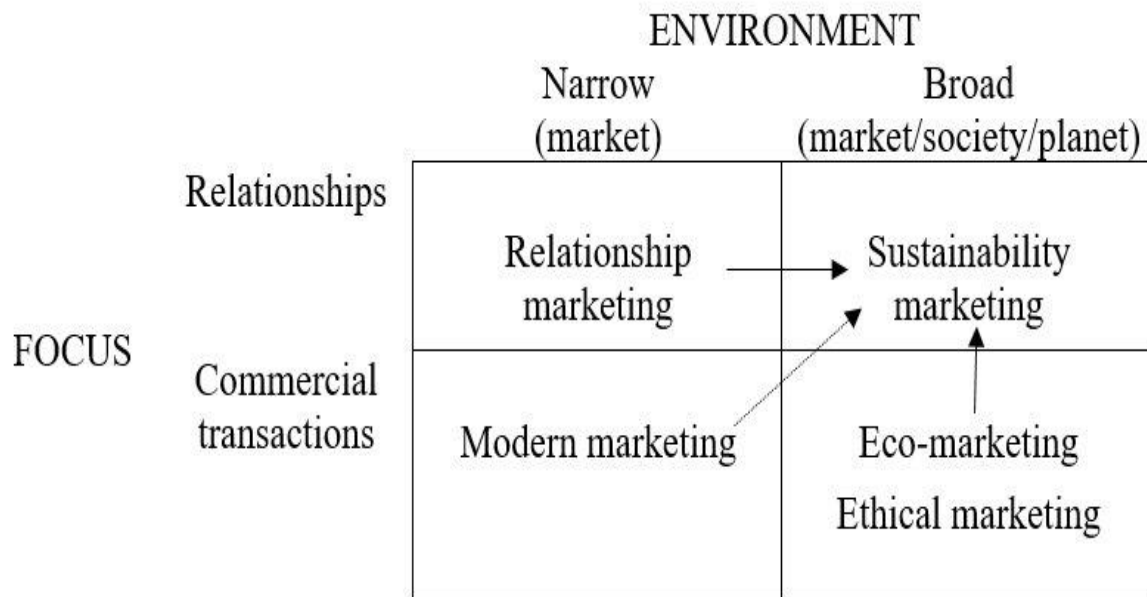 ENVIRONMENT
Narrow
(market)
Broad
(market/society/planet)
Relationships
Relationship
marketing
Sustainability
marketing
FOCUS
Commercial
transactions
Modern marketing
Eco-marketing
Ethical marketing